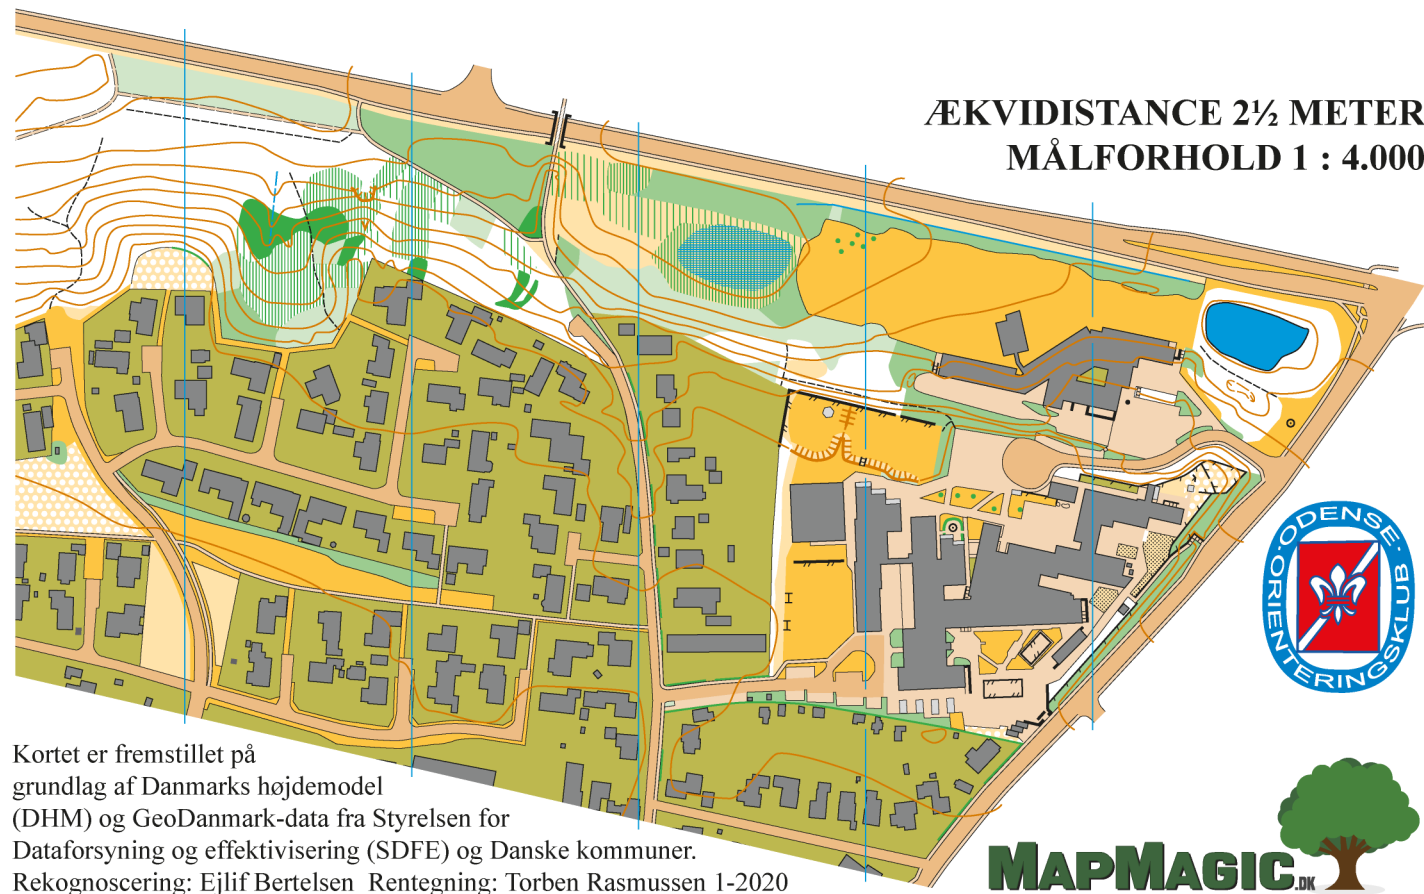 ÆKVIDISTANCE 2½ METER
MÅLFORHOLD 1 : 4.000
ODENSE · ORIENTERINGSKLUB ·
Kortet er fremstillet på
grundlag af Danmarks højdemodel
(DHM) og GeoDanmark-data fra Styrelsen for
Dataforsyning og effektivisering (SDFE) og Danske kommuner.
Rekognoscering: Ejlif Bertelsen Rentegning: Torben Rasmussen 1-2020
MAPMAGIC.DK